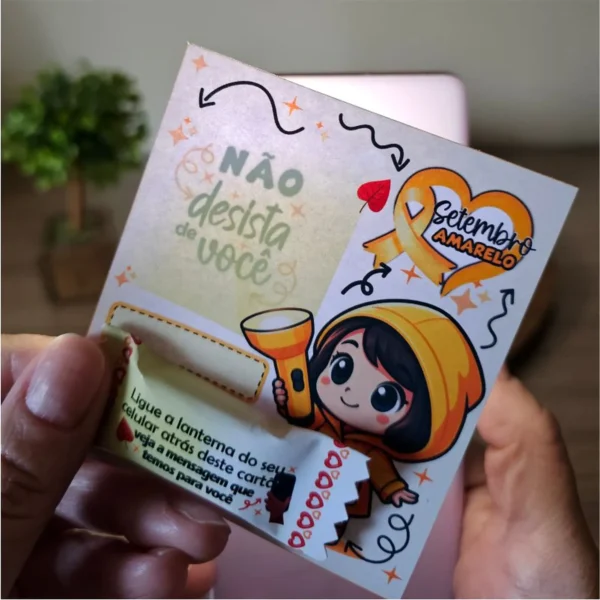 NÃO
desista
de
você
Setembro
AMARELO
Ligue a lanterna do seu
celular atrás deste cartã
veja a mensagem que
temos para você